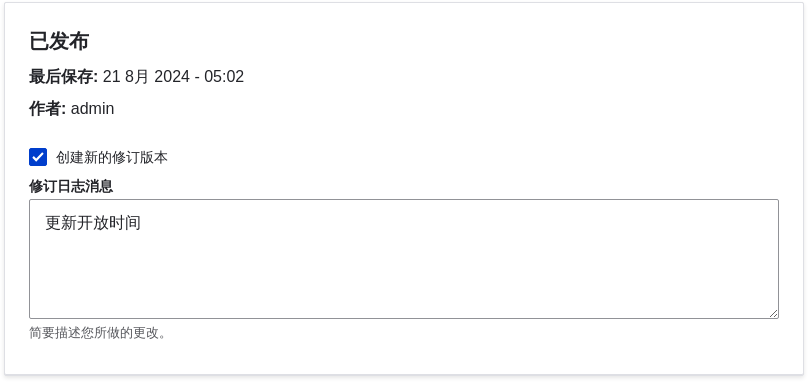 已发布
最后保存: 21 8月 2024 - 05:02
作者: admin
创建新的修订版本
修订日志消息
更新开放时间
简要描述您所做的更改。